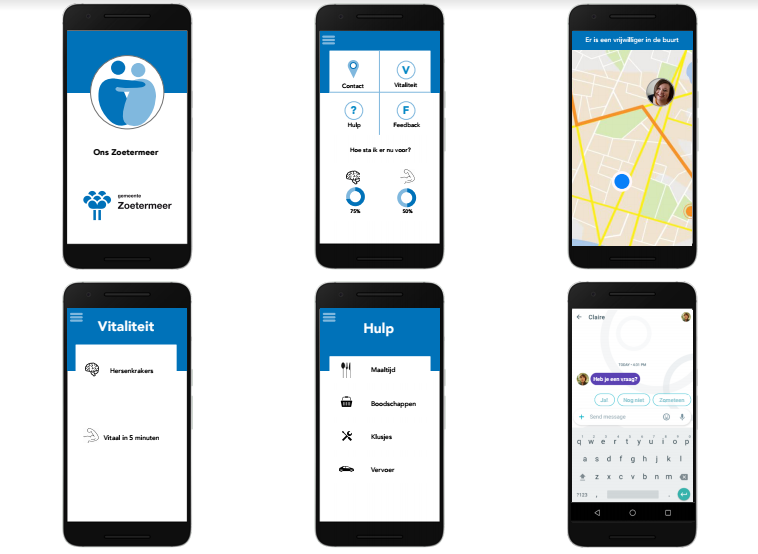 Ons Zoetermeer
gemeente
Zoetermeer
Contact
V
Vitaliteit
?
Hulp
F
Feedback
Hoe sta ik er nu voor?
75%
50%
Er is een vrijwilliger in de buurt
Vitaliteit
Hersenkrakers
Vitaal in 5 minuten
Hulp
Maaltijd
Boodschappen
Klusjes
Vervoer
Claire
Heb je een vraag?
Ja!
Nog niet
Zometeen
Send message
q w e r t y u i o p
a s d f g h j k l
z x c v b n m
?123 , .